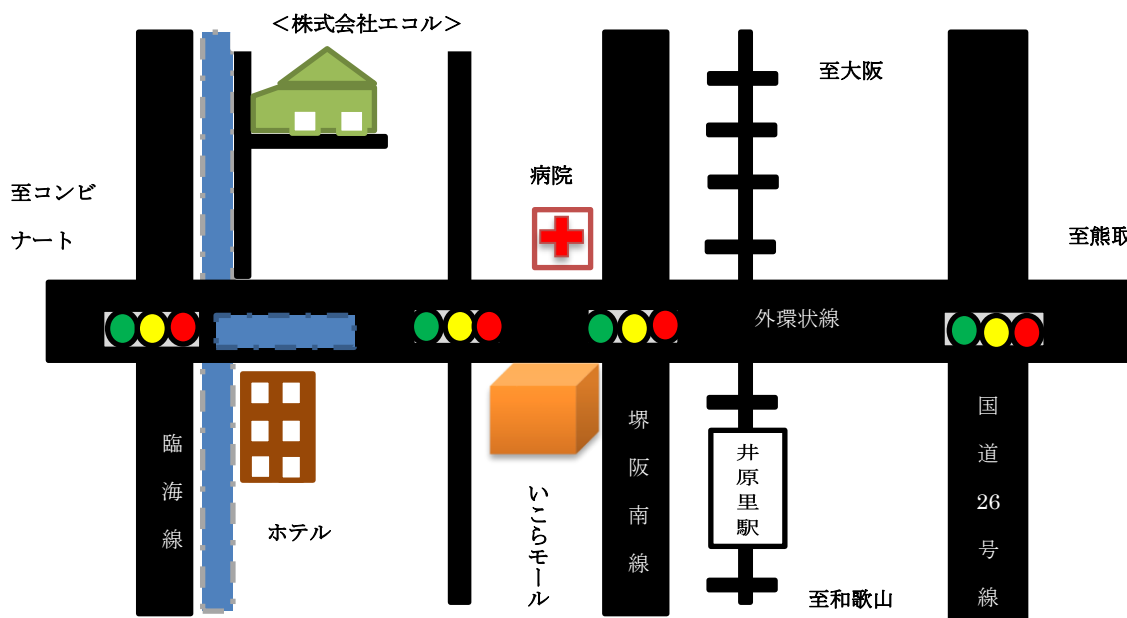 ＜株式会社エコル＞
至大阪
病院
至コンビ
ナート
至熊取
外環状線
国道26号線
堺阪南線
臨海線
井原里駅
いこらモール
ホテル
至和歌山